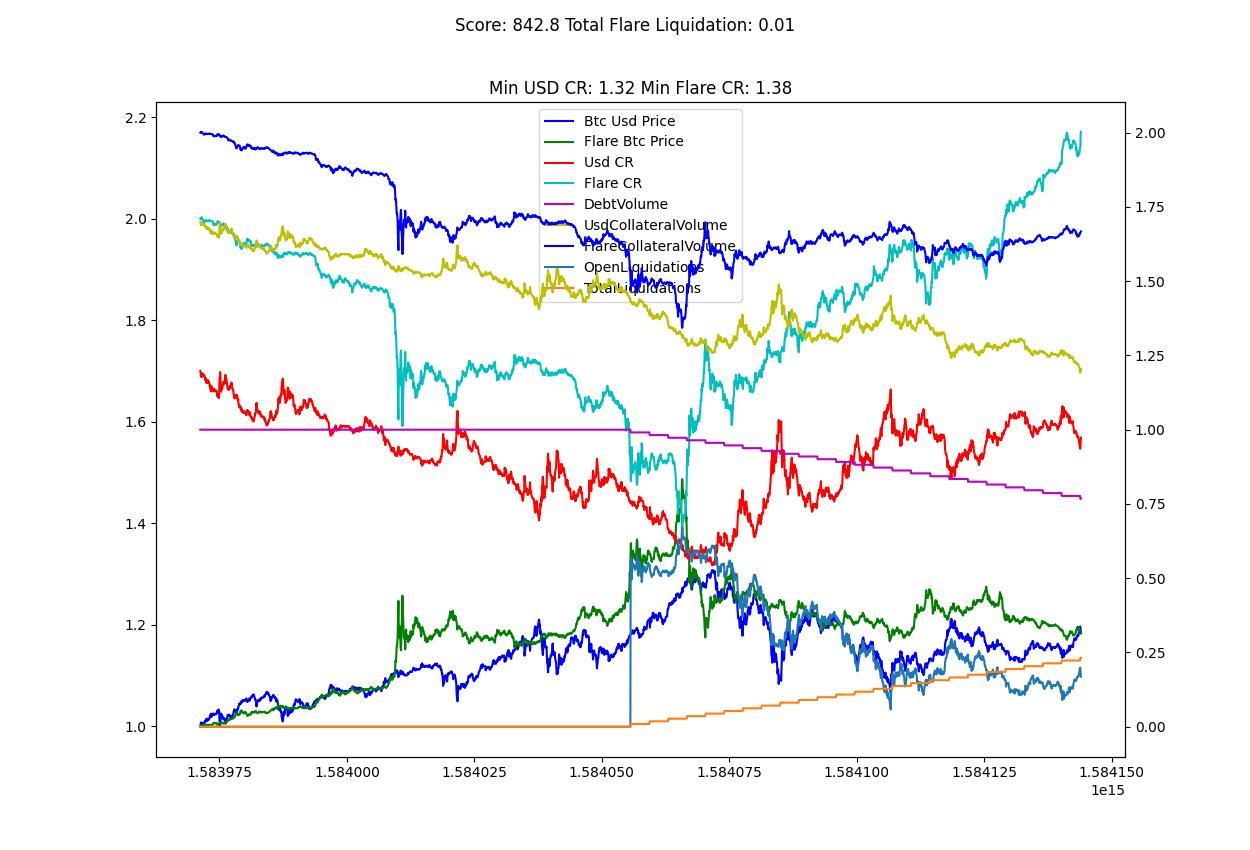 Score: 842.8 Total Flare Liquidation: 0.01
Min USD CR: 1.32 Min Flare CR: 1.38
Btc Usd Price
Flare Btc Price
Usd CR
Flare CR
DebtVolume
UsdCollateralVolume
FlareCollateralVolume
OpenLiquidations
TotalLiquidations
2.2
2.0
1.8
1.6
1.4
1.2
1.0
2.00
1.75
1.50
1.25
1.00
0.75
0.50
0.25
0.00
1.583975 1.584000 1.584025 1.584050 1.584075 1.584100 1.584125 1.584150
1e15